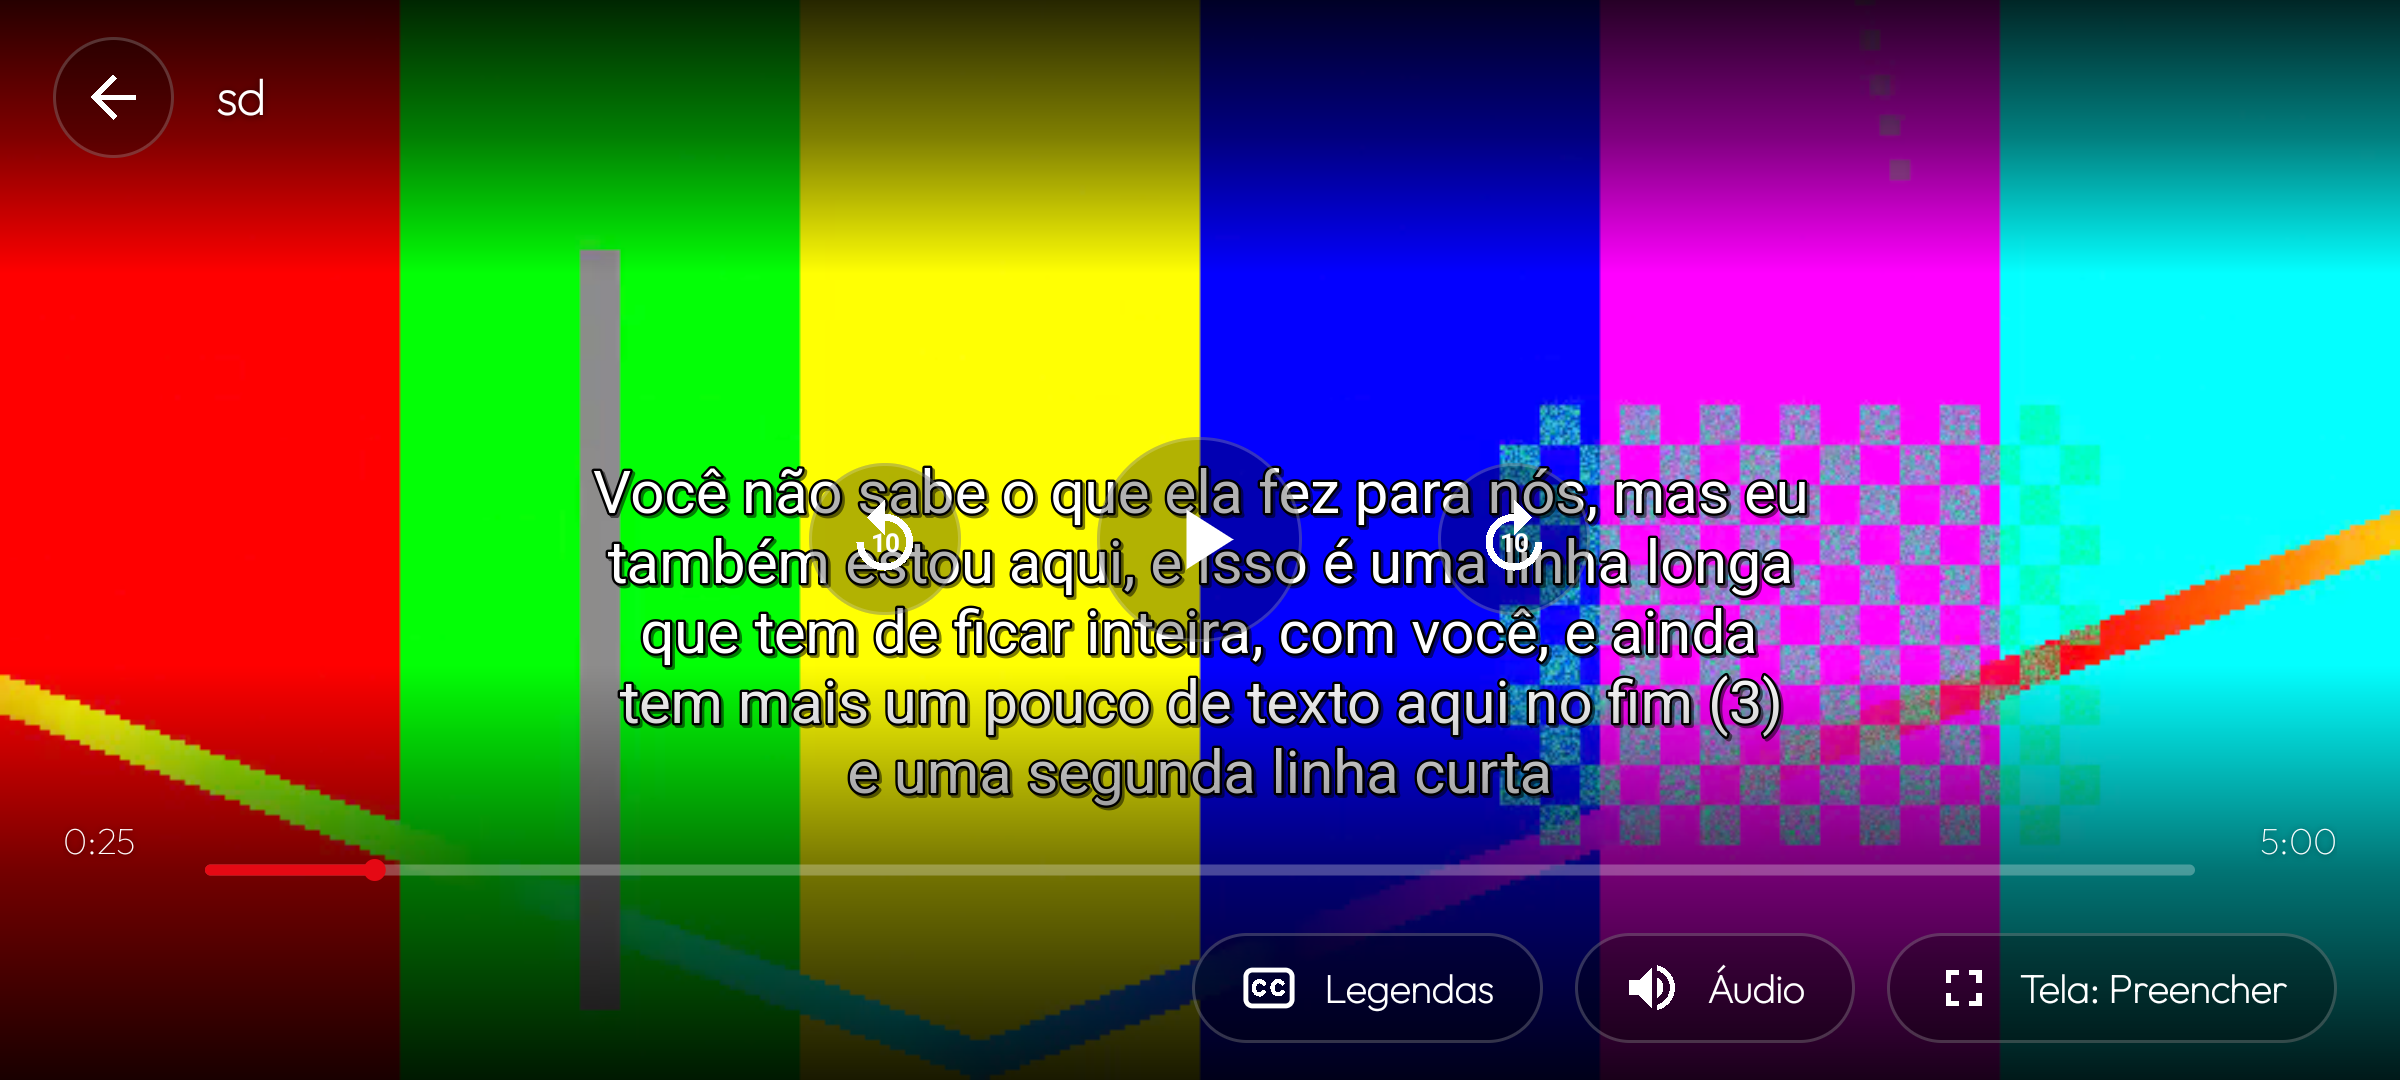 sd
Você não sabe o que ela fez para nós, mas eu
também estou aqui, e isso é uma linha longa
que tem de ficar inteira, com você, e ainda
tem mais um pouco de texto aqui no fim (3)
e uma segunda linha curta
10
10
0:25
5:00
CC Legendas
Áudio
Tela: Preencher